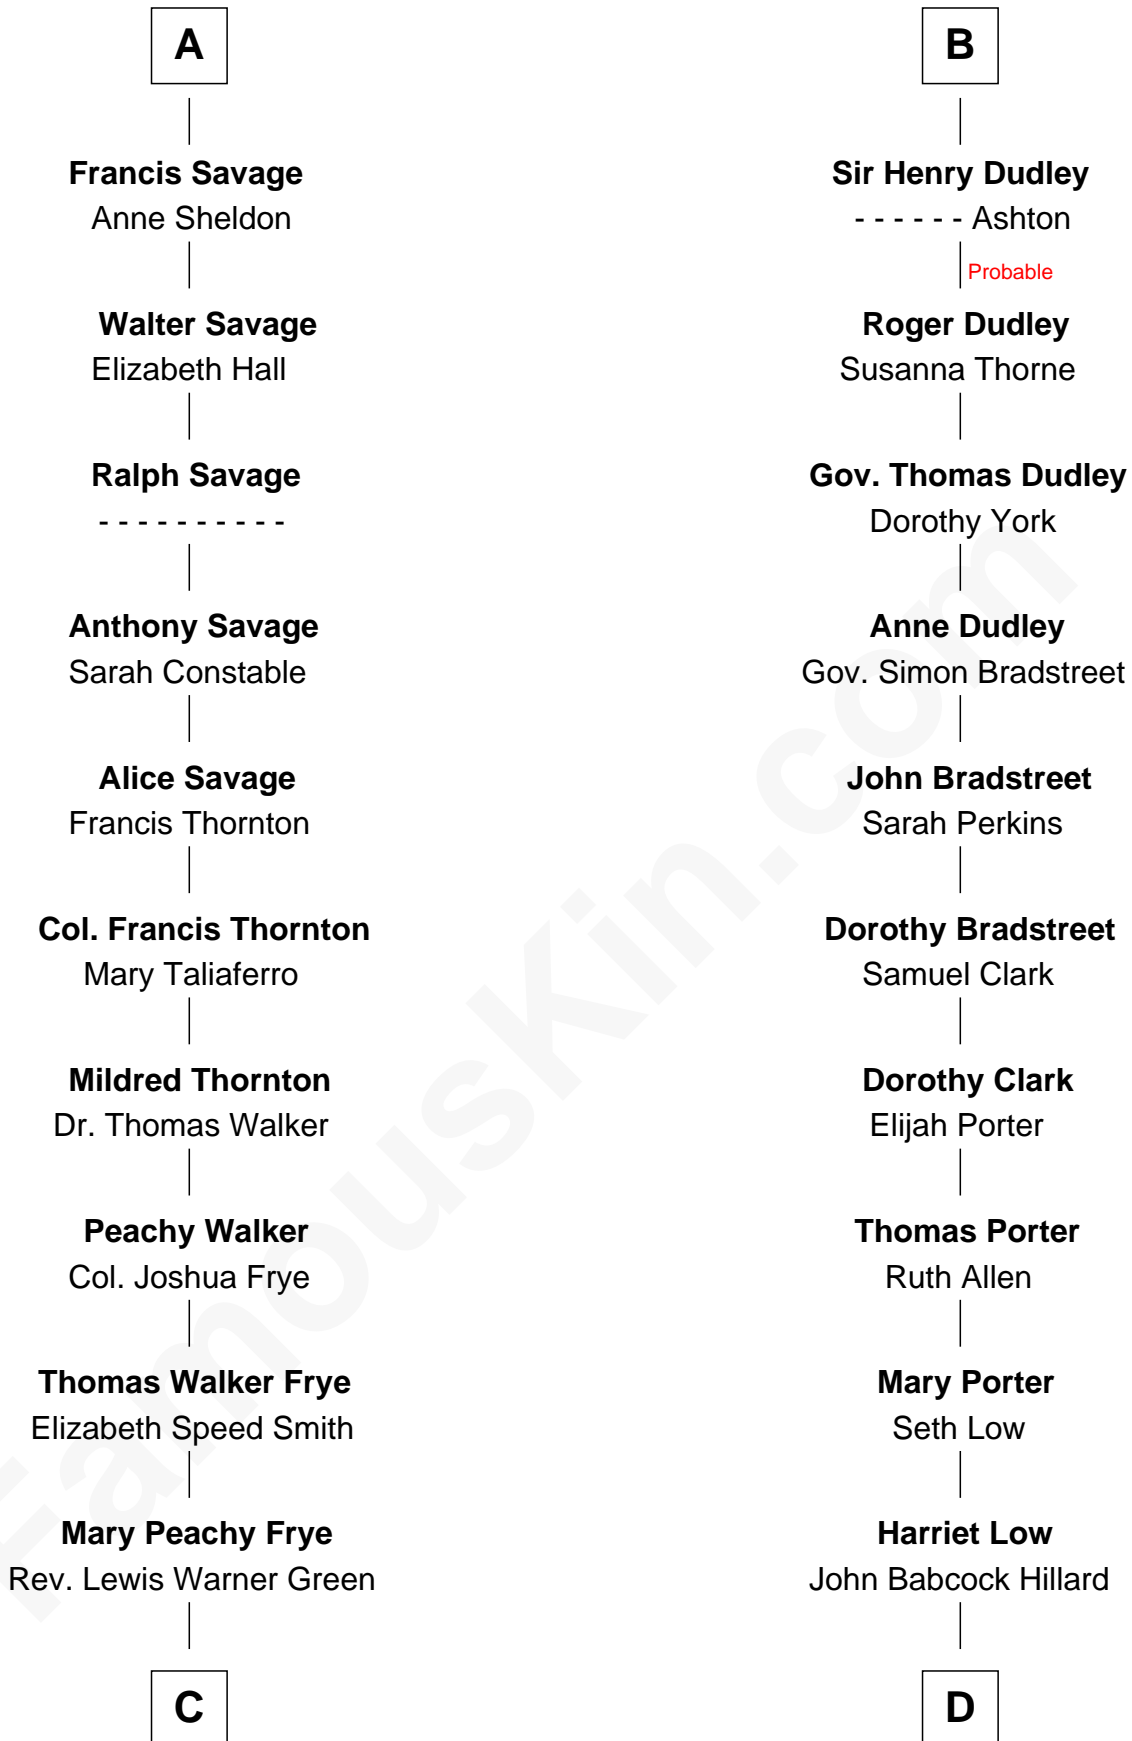 A
Francis Savage
Anne Sheldon
Walter Savage
Elizabeth Hall
Ralph Savage
- - - - - - - - - -
Anthony Savage
Sarah Constable
Alice Savage
Francis Thornton
Col. Francis Thornton
Mary Taliaferro
Mildred Thornton
Dr. Thomas Walker
Peachy Walker
Col. Joshua Frye
Thomas Walker Frye
Elizabeth Speed Smith
Mary Peachy Frye
Rev. Lewis Warner Green
C
B
Sir Henry Dudley
- - - - - - Ashton
Probable
Roger Dudley
Susanna Thorne
Gov. Thomas Dudley
Dorothy York
Anne Dudley
Gov. Simon Bradstreet
John Bradstreet
Sarah Perkins
Dorothy Bradstreet
Samuel Clark
Dorothy Clark
Elijah Porter
Thomas Porter
Ruth Allen
Mary Porter
Seth Low
Harriet Low
John Babcock Hillard
D
FamousKin.com